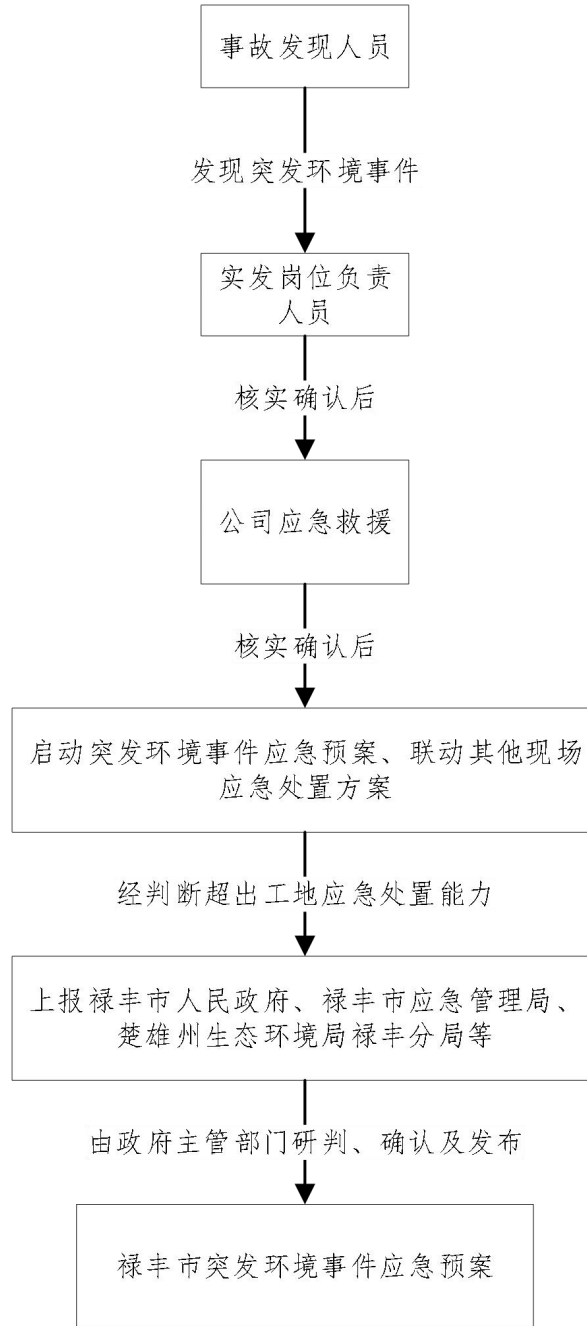 事故发现人员
发现突发环境事件
实发岗位负责
人员
核实确认后
公司应急救援
核实确认后
启动突发环境事件应急预案、联动其他现场
应急处置方案
经判断超出工地应急处置能力
上报禄丰市人民政府、禄丰市应急管理局、
楚雄州生态环境局禄丰分局等
由政府主管部门研判、确认及发布
禄丰市突发环境事件应急预案